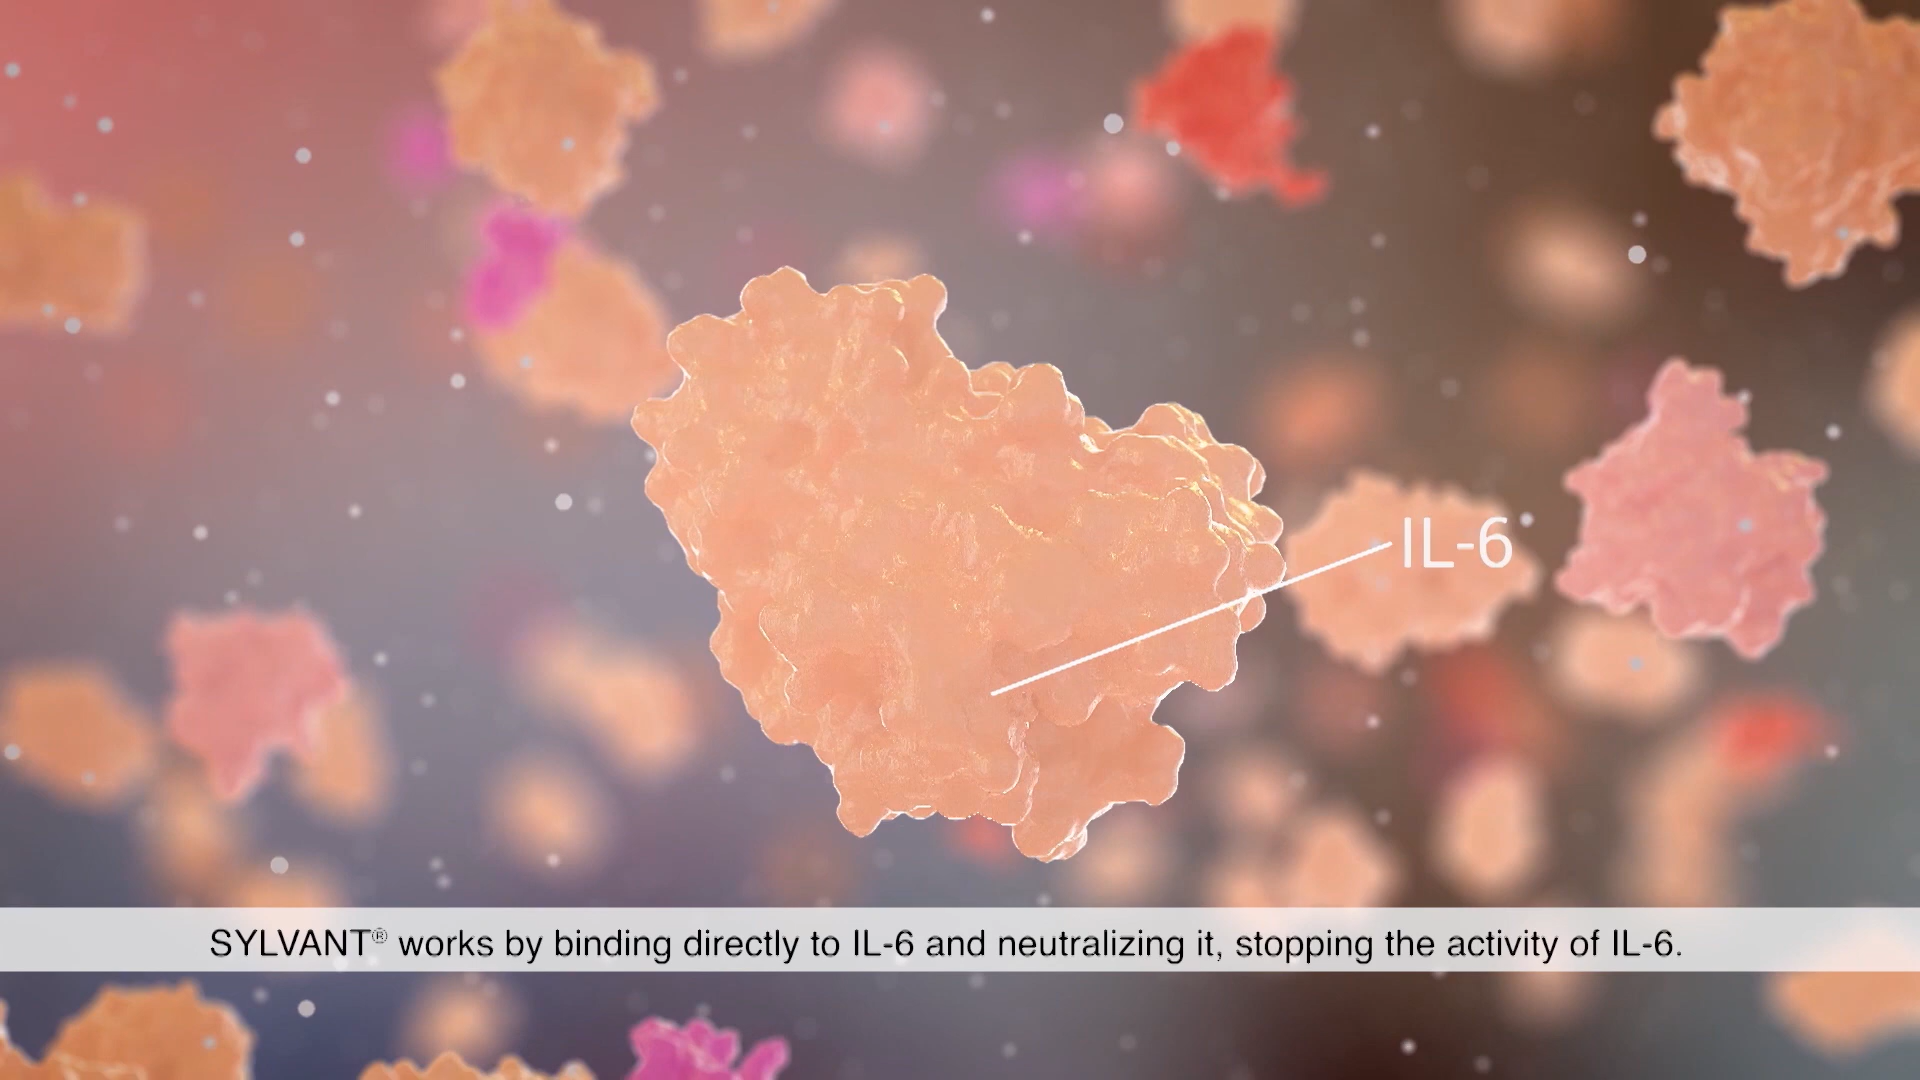 IL-6
SYLVANT® works by binding directly to IL-6 and neutralizing it, stopping the activity of IL-6.